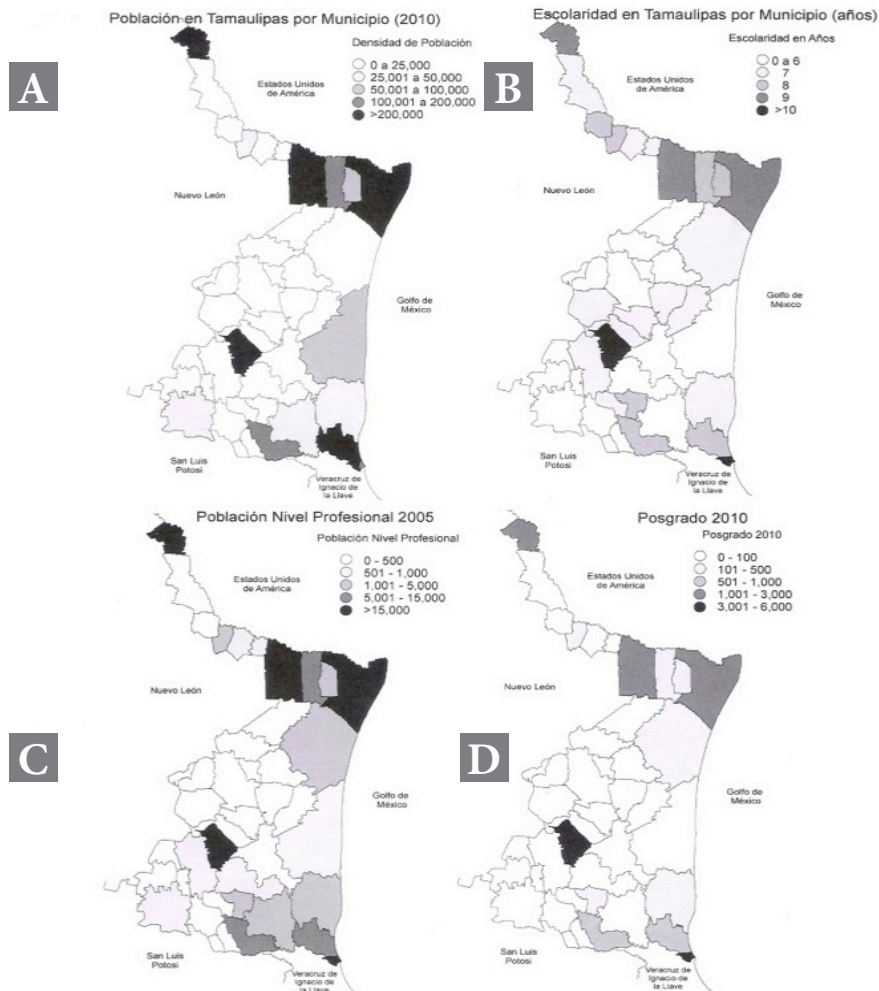 Población en Tamaulipas por Municipio (2010)
A
Densidad de Población
0 a 25,000
25,001 a 50,000
50,001 a 100,000
100,001 a 200,000
>200,000
Estados Unidos
de América
Nuevo León
Golfo de
México
San Luis
Potosí
Veracruz de
Ignacio de
la Llave
Escolaridad en Tamaulipas por Municipio (años)
B
Escolaridad en Años
0 a 6
7
8
9
>10
Estados Unidos
de América
Nuevo León
Golfo de
México
San Luis
Potosí
Veracruz de
Ignacio de
la Llave
Población Nivel Profesional 2005
C
Población Nivel Profesional
0 - 500
501 - 1,000
1,001 - 5,000
5,001 - 15,000
>15,000
Estados Unidos
de América
Nuevo León
Golfo de
México
San Luis
Potosí
Veracruz de
Ignacio de
la Llave
Posgrado 2010
D
Posgrado 2010
0 - 100
101 - 500
501 - 1,000
1,001 - 3,000
3,001 - 6,000
Estados Unidos
de América
Nuevo León
Golfo de
México
San Luis
Potosí
Veracruz de
Ignacio de
la Llave